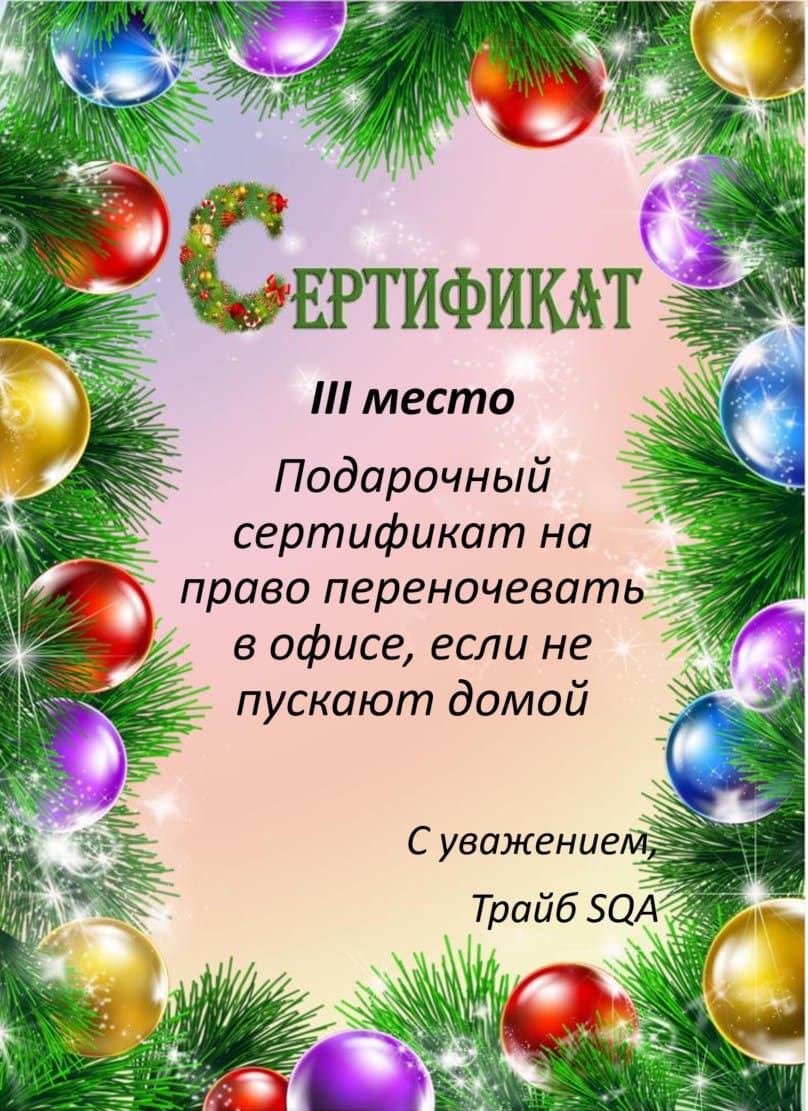 СЕРТИФИКАТ
III место
Подарочный
сертификат на
право переночевать
в офисе, если не
пускают домой
С уважением,
Трайб SQA